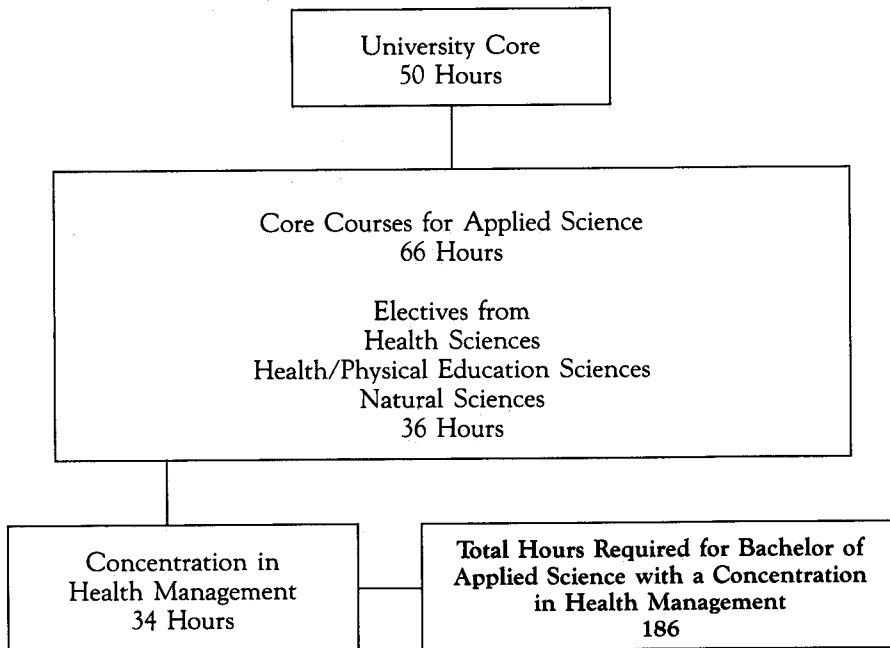 University Core
50 Hours
Core Courses for Applied Science
66 Hours
Electives from
Health Sciences
Health/Physical Education Sciences
Natural Sciences
36 Hours
Concentration in
Health Management
34 Hours
Total Hours Required for Bachelor of
Applied Science with a Concentration
in Health Management
186